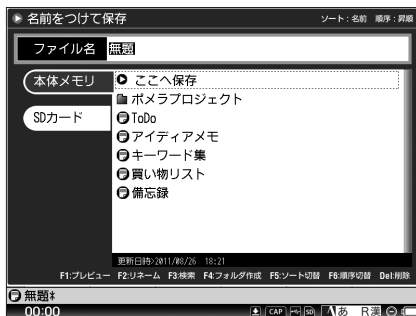 名前をつけて保存 ソート：名前 順序：昇順
ファイル名 無題
本体メモリ
SDカード
ここへ保存
ポメラプロジェクト
ToDo
アイディアメモ
キーワード集
買い物リスト
備忘録
更新日時>2011/08/26 18:21
F1:プレビュー F2:リネーム F3:検索 F4:フォルダ作成 F5:ソート切替 F6:順序切替 Del:削除
無題*
00:00 CAP SD あ R漢